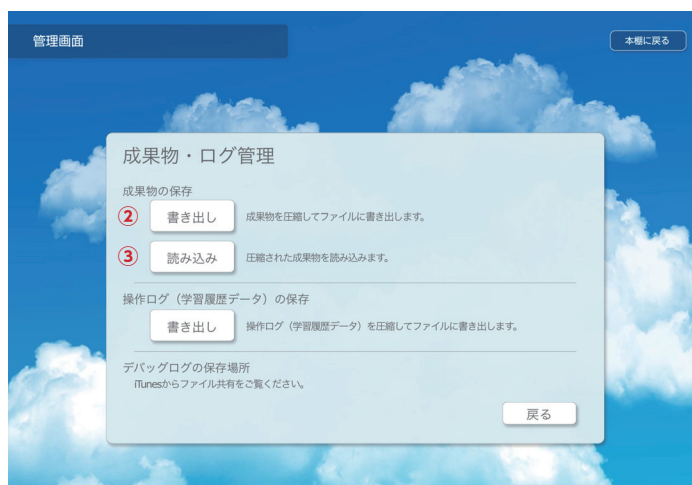 管理画面
本棚に戻る
成果物・ログ管理
成果物の保存
② 書き出し 成果物を圧縮してファイルに書き出します。
③ 読み込み 圧縮された成果物を読み込みます。
操作ログ（学習履歴データ）の保存
書き出し 操作ログ（学習履歴データ）を圧縮してファイルに書き出します。
デバッグログの保存場所
iTunesからファイル共有をご覧ください。
戻る